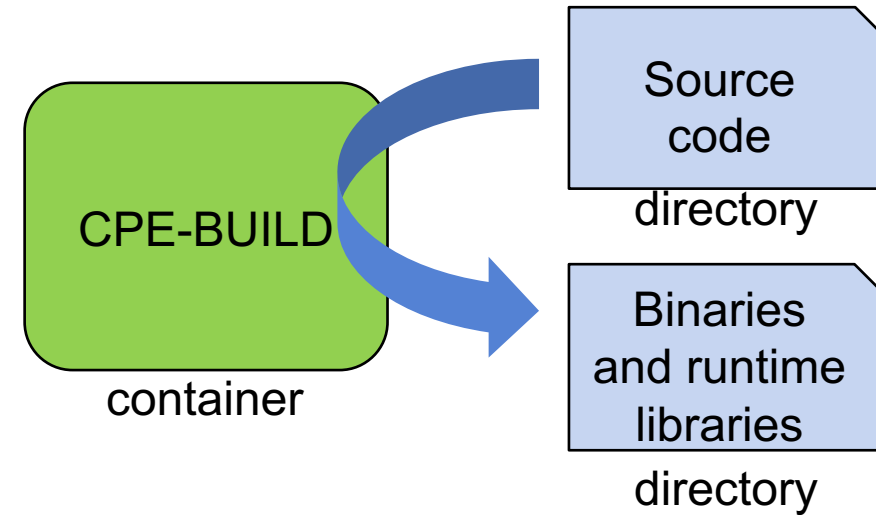 CPE-BUILD
container
Source
code
directory
Binaries
and runtime
libraries
directory